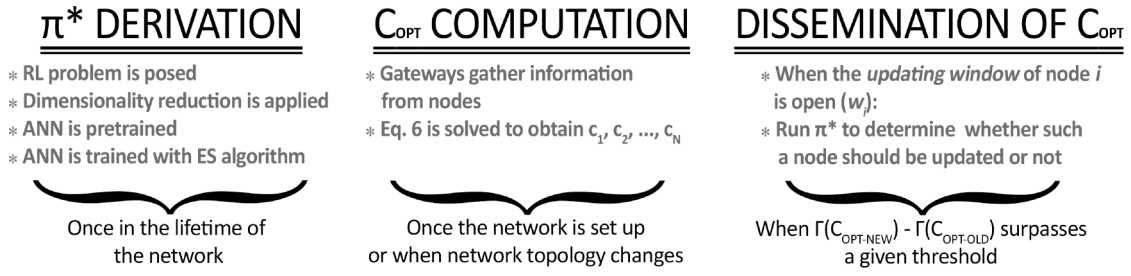 π* DERIVATION
* RL problem is posed
* Dimensionality reduction is applied
* ANN is pretrained
* ANN is trained with ES algorithm
Once in the lifetime of
the network
C_OPT COMPUTATION
* Gateways gather information
from nodes
* Eq. 6 is solved to obtain c₁, c₂, ..., c_N
Once the network is set up
or when network topology changes
DISSEMINATION OF C_OPT
* When the updating window of node i
is open (w_i):
* Run π* to determine whether such
a node should be updated or not
When Γ(C_OPT-NEW) - Γ(C_OPT-OLD) surpasses
a given threshold